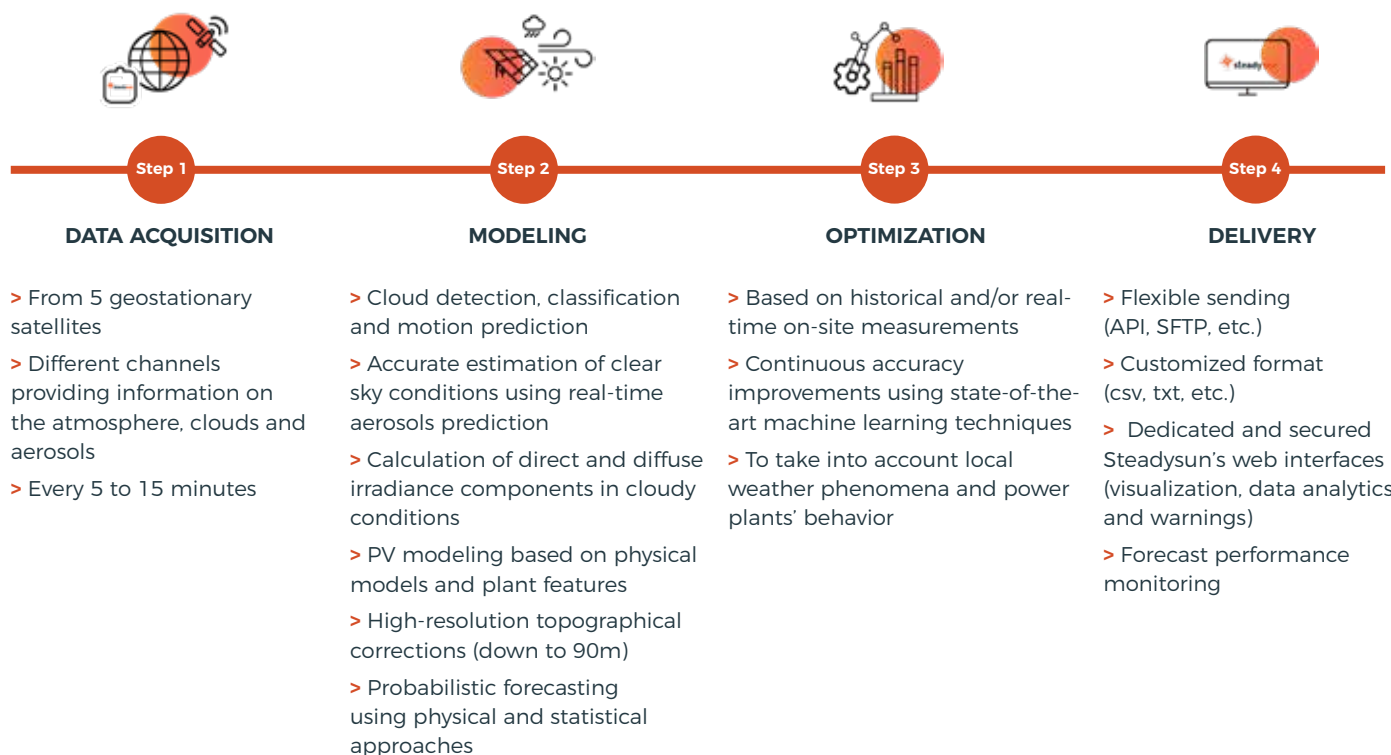 steady
Step 1
DATA ACQUISITION
> From 5 geostationary
satellites
> Different channels
providing information on
the atmosphere, clouds and
aerosols
> Every 5 to 15 minutes
Step 2
MODELING
> Cloud detection, classification
and motion prediction
> Accurate estimation of clear
sky conditions using real-time
aerosols prediction
> Calculation of direct and diffuse
irradiance components in cloudy
conditions
> PV modeling based on physical
models and plant features
> High-resolution topographical
corrections (down to 90m)
> Probabilistic forecasting
using physical and statistical
approaches
Step 3
OPTIMIZATION
> Based on historical and/or real-
time on-site measurements
> Continuous accuracy
improvements using state-of-the-
art machine learning techniques
> To take into account local
weather phenomena and power
plants’ behavior
Step 4
DELIVERY
> Flexible sending
(API, SFTP, etc.)
> Customized format
(csv, txt, etc.)
> Dedicated and secured
Steadysun’s web interfaces
(visualization, data analytics
and warnings)
> Forecast performance
monitoring